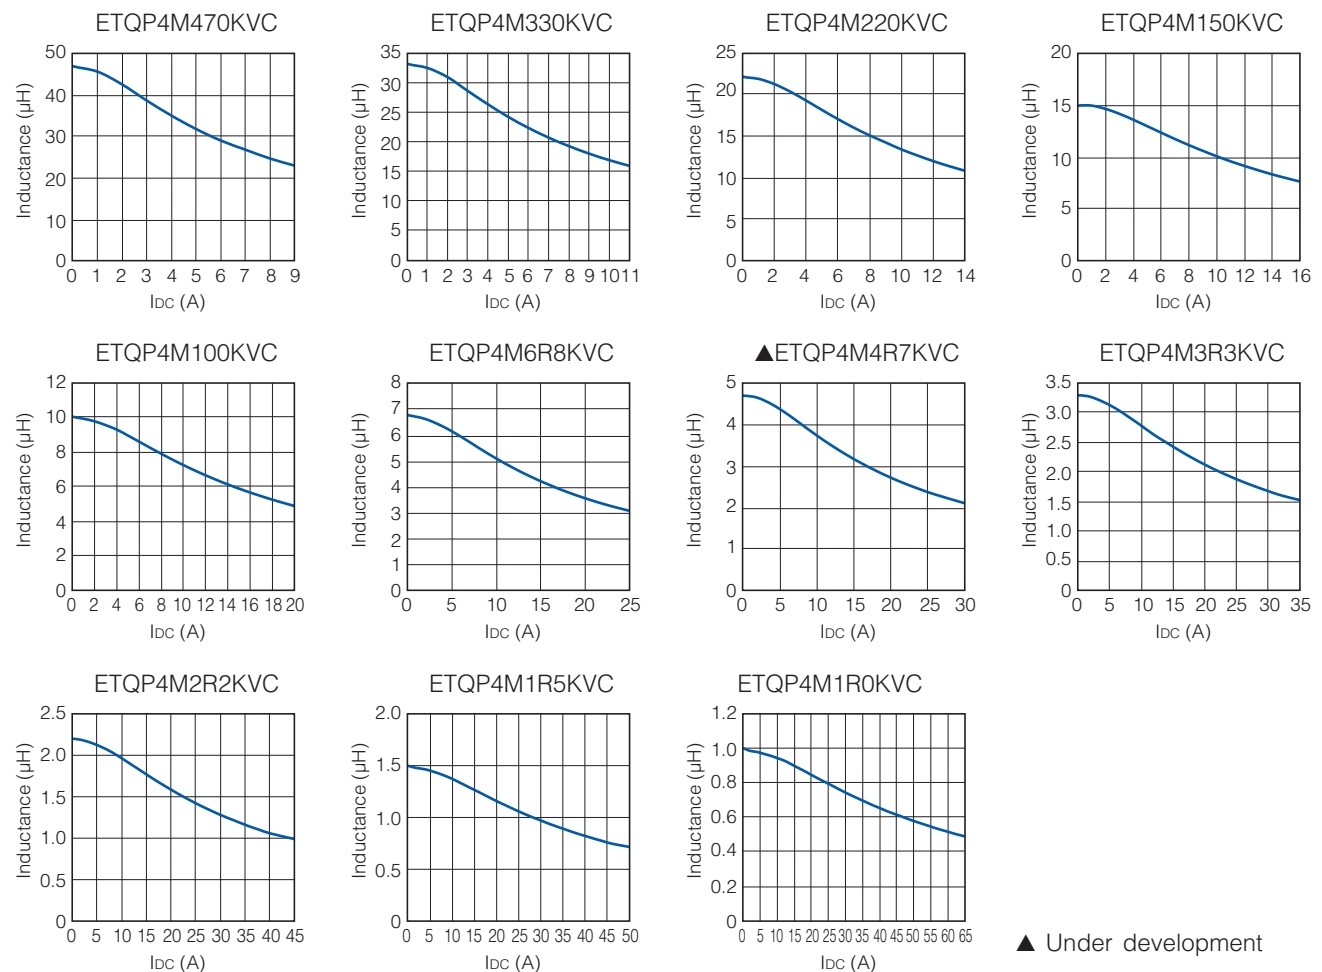 ETQP4M470KVC
Inductance (µH)
50
40
30
20
10
0
0 1 2 3 4 5 6 7 8 9
IDC (A)
ETQP4M330KVC
Inductance (µH)
35
30
25
20
15
10
5
0
0 1 2 3 4 5 6 7 8 9 10 11
IDC (A)
ETQP4M220KVC
Inductance (µH)
25
20
15
10
5
0
0 2 4 6 8 10 12 14
IDC (A)
ETQP4M150KVC
Inductance (µH)
20
15
10
5
0
0 2 4 6 8 10 12 14 16
IDC (A)
ETQP4M100KVC
Inductance (µH)
12
10
8
6
4
2
0
0 2 4 6 8 10 12 14 16 18 20
IDC (A)
ETQP4M6R8KVC
Inductance (µH)
8
7
6
5
4
3
2
1
0
0 5 10 15 20 25
IDC (A)
▲ETQP4M4R7KVC
Inductance (µH)
5
4
3
2
1
0
0 5 10 15 20 25 30
IDC (A)
ETQP4M3R3KVC
Inductance (µH)
3.5
3.0
2.5
2.0
1.5
1.0
0.5
0
0 5 10 15 20 25 30 35
IDC (A)
ETQP4M2R2KVC
Inductance (µH)
2.5
2.0
1.5
1.0
0.5
0
0 5 10 15 20 25 30 35 40 45
IDC (A)
ETQP4M1R5KVC
Inductance (µH)
2.0
1.5
1.0
0.5
0
0 5 10 15 20 25 30 35 40 45 50
IDC (A)
ETQP4M1R0KVC
Inductance (µH)
1.2
1.0
0.8
0.6
0.4
0.2
0
0 5 10 15 20 25 30 35 40 45 50 55 60 65
IDC (A)
▲ Under development